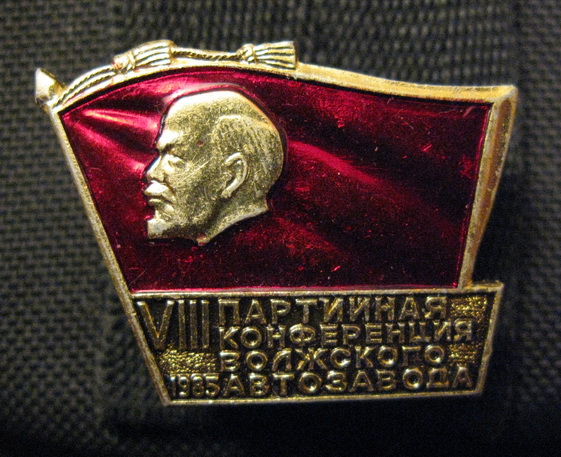 VIII ПАРТИЙНАЯ
КОНФЕРЕНЦИЯ
ВОЛЖСКОГО
1985 АВТОЗАВОДА